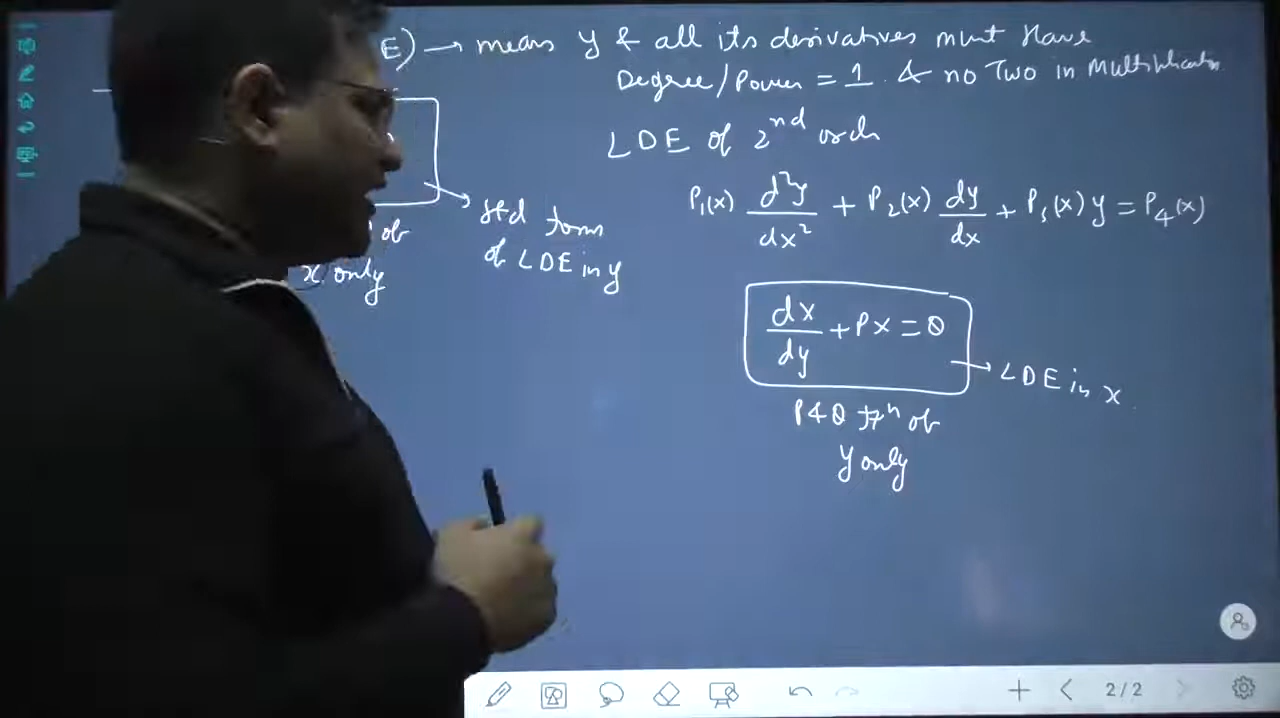 E) → means y & all its derivatives must Have
Degree/Power = 1 & no Two in Multiplication
LDE of 2nd orde
P₁(x) d²y/dx² + P₂(x) dy/dx + P₃(x) y = P₄(x)
std form
of LDE in y
of
x only
dx/dy + Px = Q
LDE in x
P & Q fⁿ of
y only
2/2